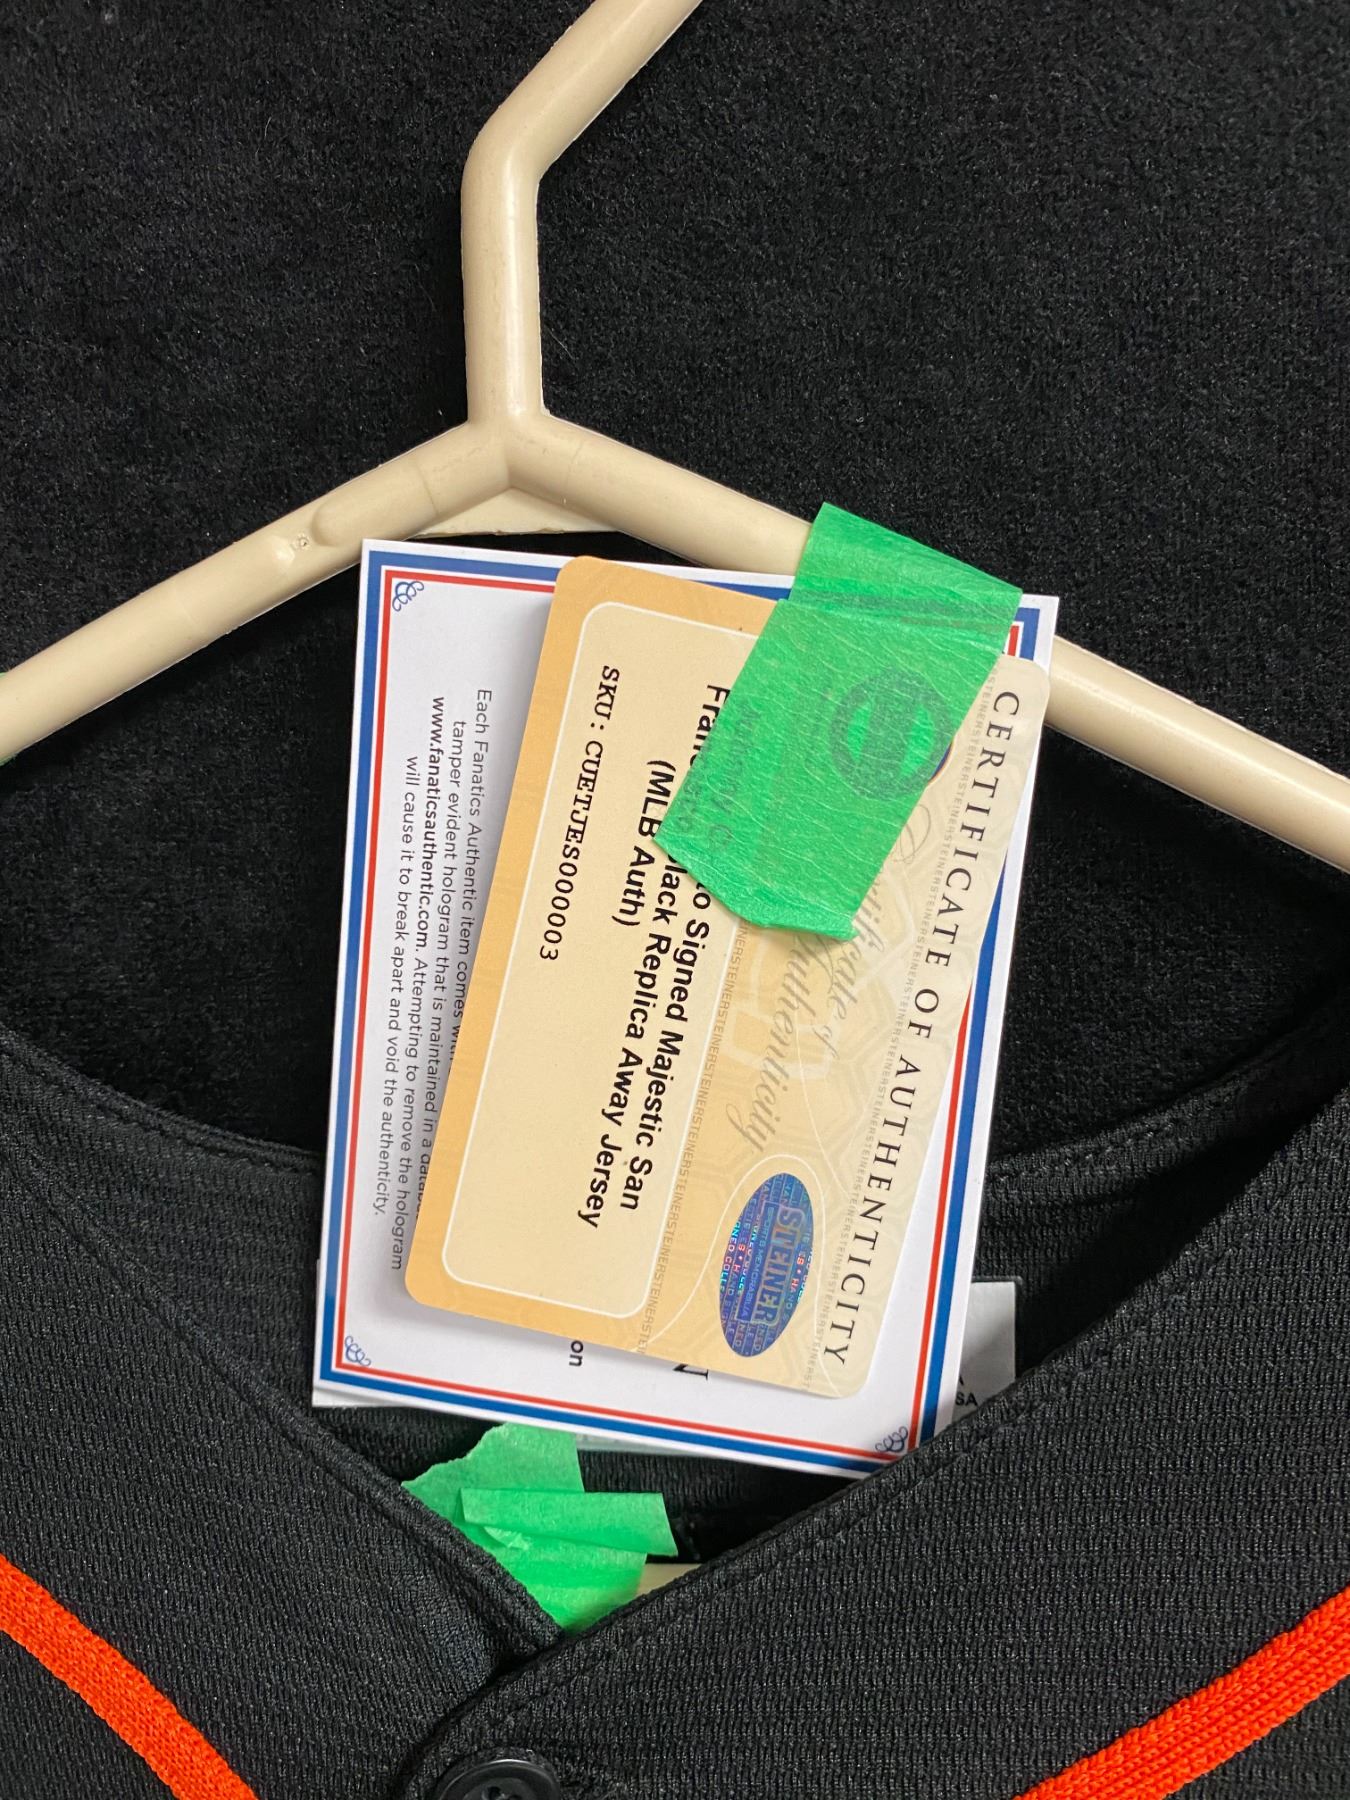 CERTIFICATE OF AUTHENTICITY
Certificate of
Authenticity
STEINER
Signed Majestic San
Black Replica Away Jersey
(MLB Auth)
SKU: CUETJES000003
Each Fanatics Authentic item comes
tamper evident hologram that is maintained in a
www.fanaticsauthentic.com. Attempting to remove the hologram
will cause it to break apart and void the authenticity.
on
N
SA